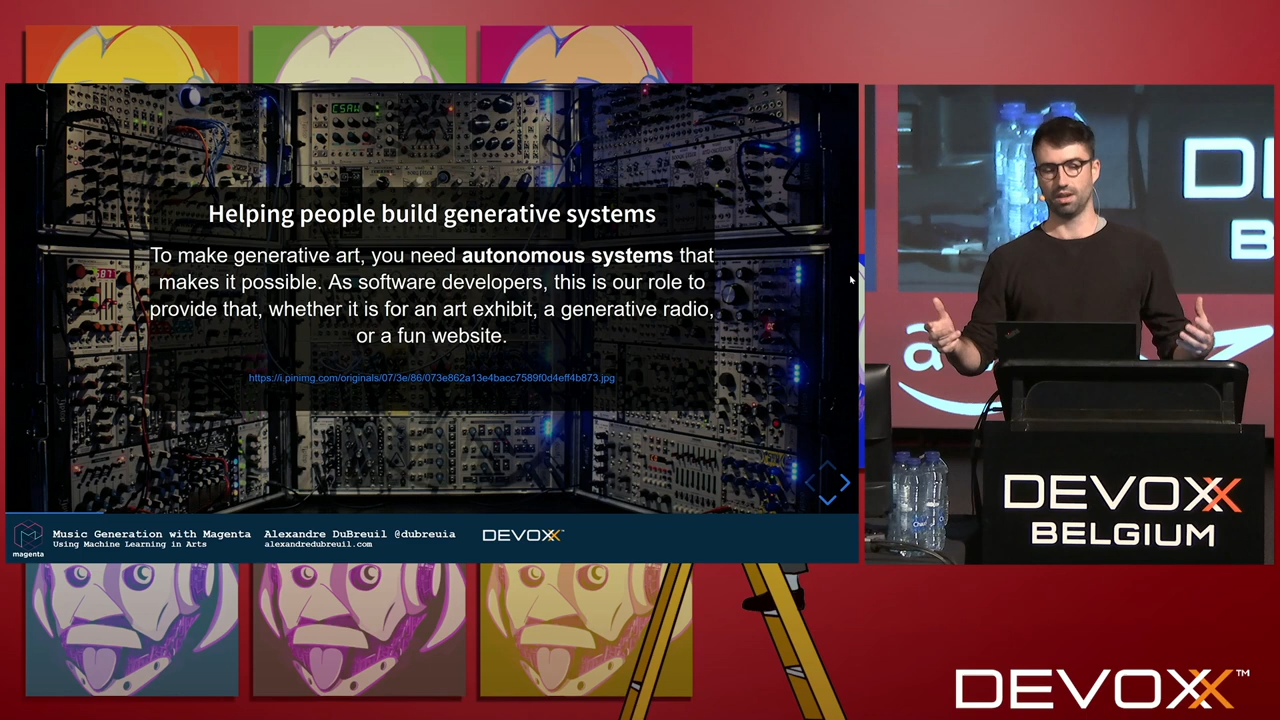 CSAW
Helping people build generative systems
To make generative art, you need autonomous systems that
makes it possible. As software developers, this is our role to
provide that, whether it is for an art exhibit, a generative radio,
or a fun website.
https://i.pinimg.com/originals/07/3e/86/073e862a13e4bacc7589f0d4eff4b873.jpg
magenta
Music Generation with Magenta
Using Machine Learning in Arts
Alexandre DuBreuil @dubreuia
alexandredubreuil.com
DEVOXX™
DEVOXX
BELGIUM
DEVOXX™